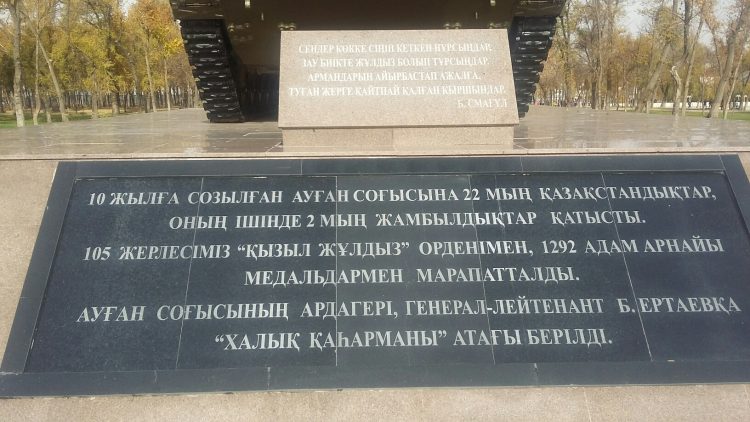 СЕНДЕР КӨККЕ СІҢІП КЕТКЕН НҰРСЫҢДАР,
ЗАУ БИІКТЕ ЖҰЛДЫЗ БОЛЫП ТҰРСЫҢДАР.
АРМАНДАРЫН АЙЫРБАСТАП АЖАЛҒА,
ТУҒАН ЖЕРГЕ ҚАЙТПАЙ ҚАЛҒАН ҚЫРШЫНДАР.
Б. СМАҒҰЛ
10 ЖЫЛҒА СОЗЫЛҒАН АУҒАН СОҒЫСЫНА 22 МЫҢ ҚАЗАҚСТАНДЫҚТАР,
ОНЫҢ ІШІНДЕ 2 МЫҢ ЖАМБЫЛДЫҚТАР ҚАТЫСТЫ.
105 ЖЕРЛЕСІМІЗ “ҚЫЗЫЛ ЖҰЛДЫЗ” ОРДЕНІМЕН, 1292 АДАМ АРНАЙЫ
МЕДАЛЬДАРМЕН МАРАПАТТАЛДЫ.
АУҒАН СОҒЫСЫНЫҢ АРДАГЕРІ, ГЕНЕРАЛ-ЛЕЙТЕНАНТ Б. ЕРТАЕВҚА
“ХАЛЫҚ ҚАҺАРМАНЫ” АТАҒЫ БЕРІЛДІ.